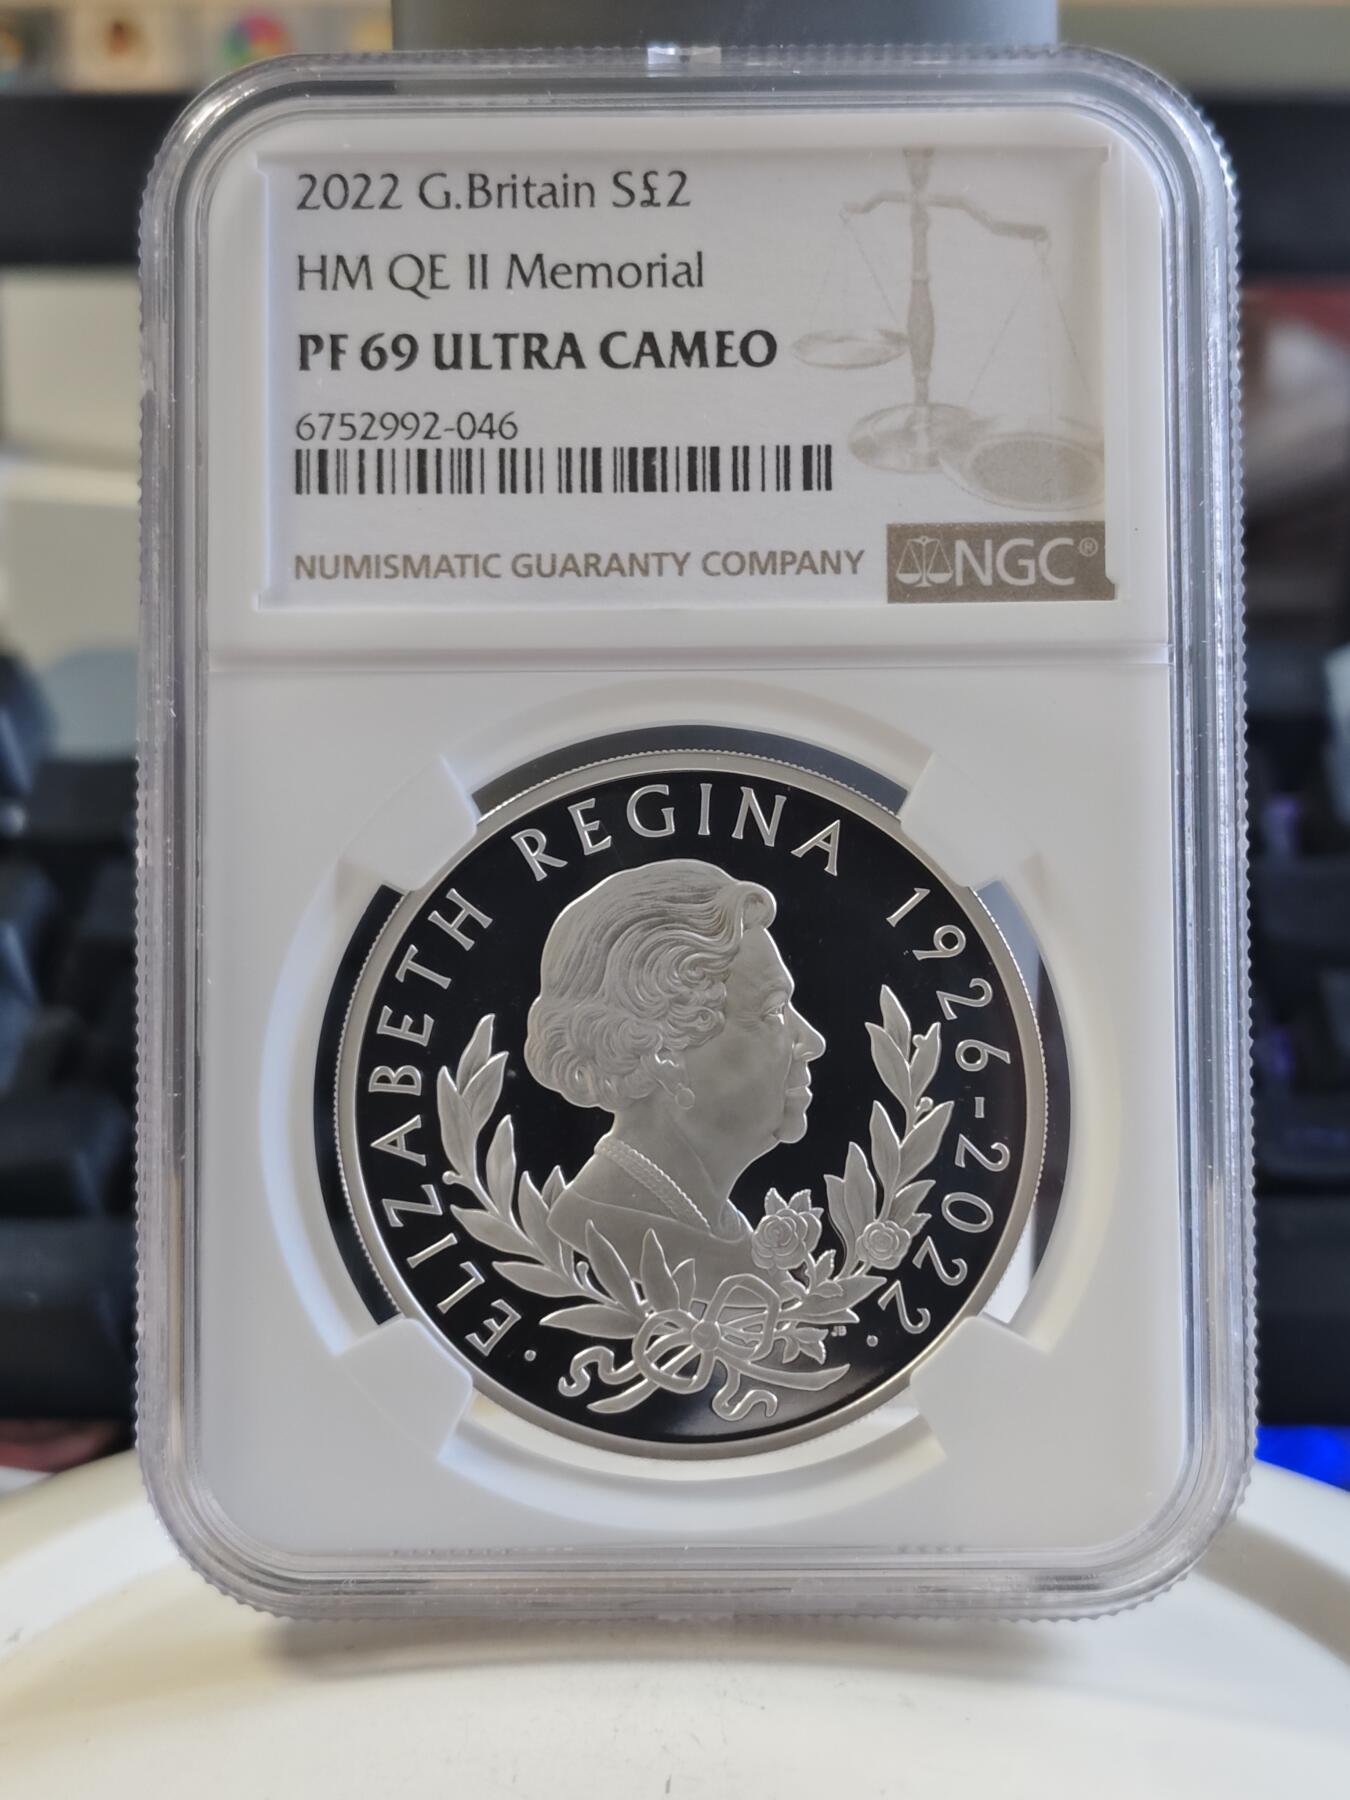 2022 G.Britain S£2
HM QE II Memorial
PF 69 ULTRA CAMEO
6752992-046
NUMISMATIC GUARANTY COMPANY
NGC®
· ELIZABETH REGINA 1926-2022 ·
JB